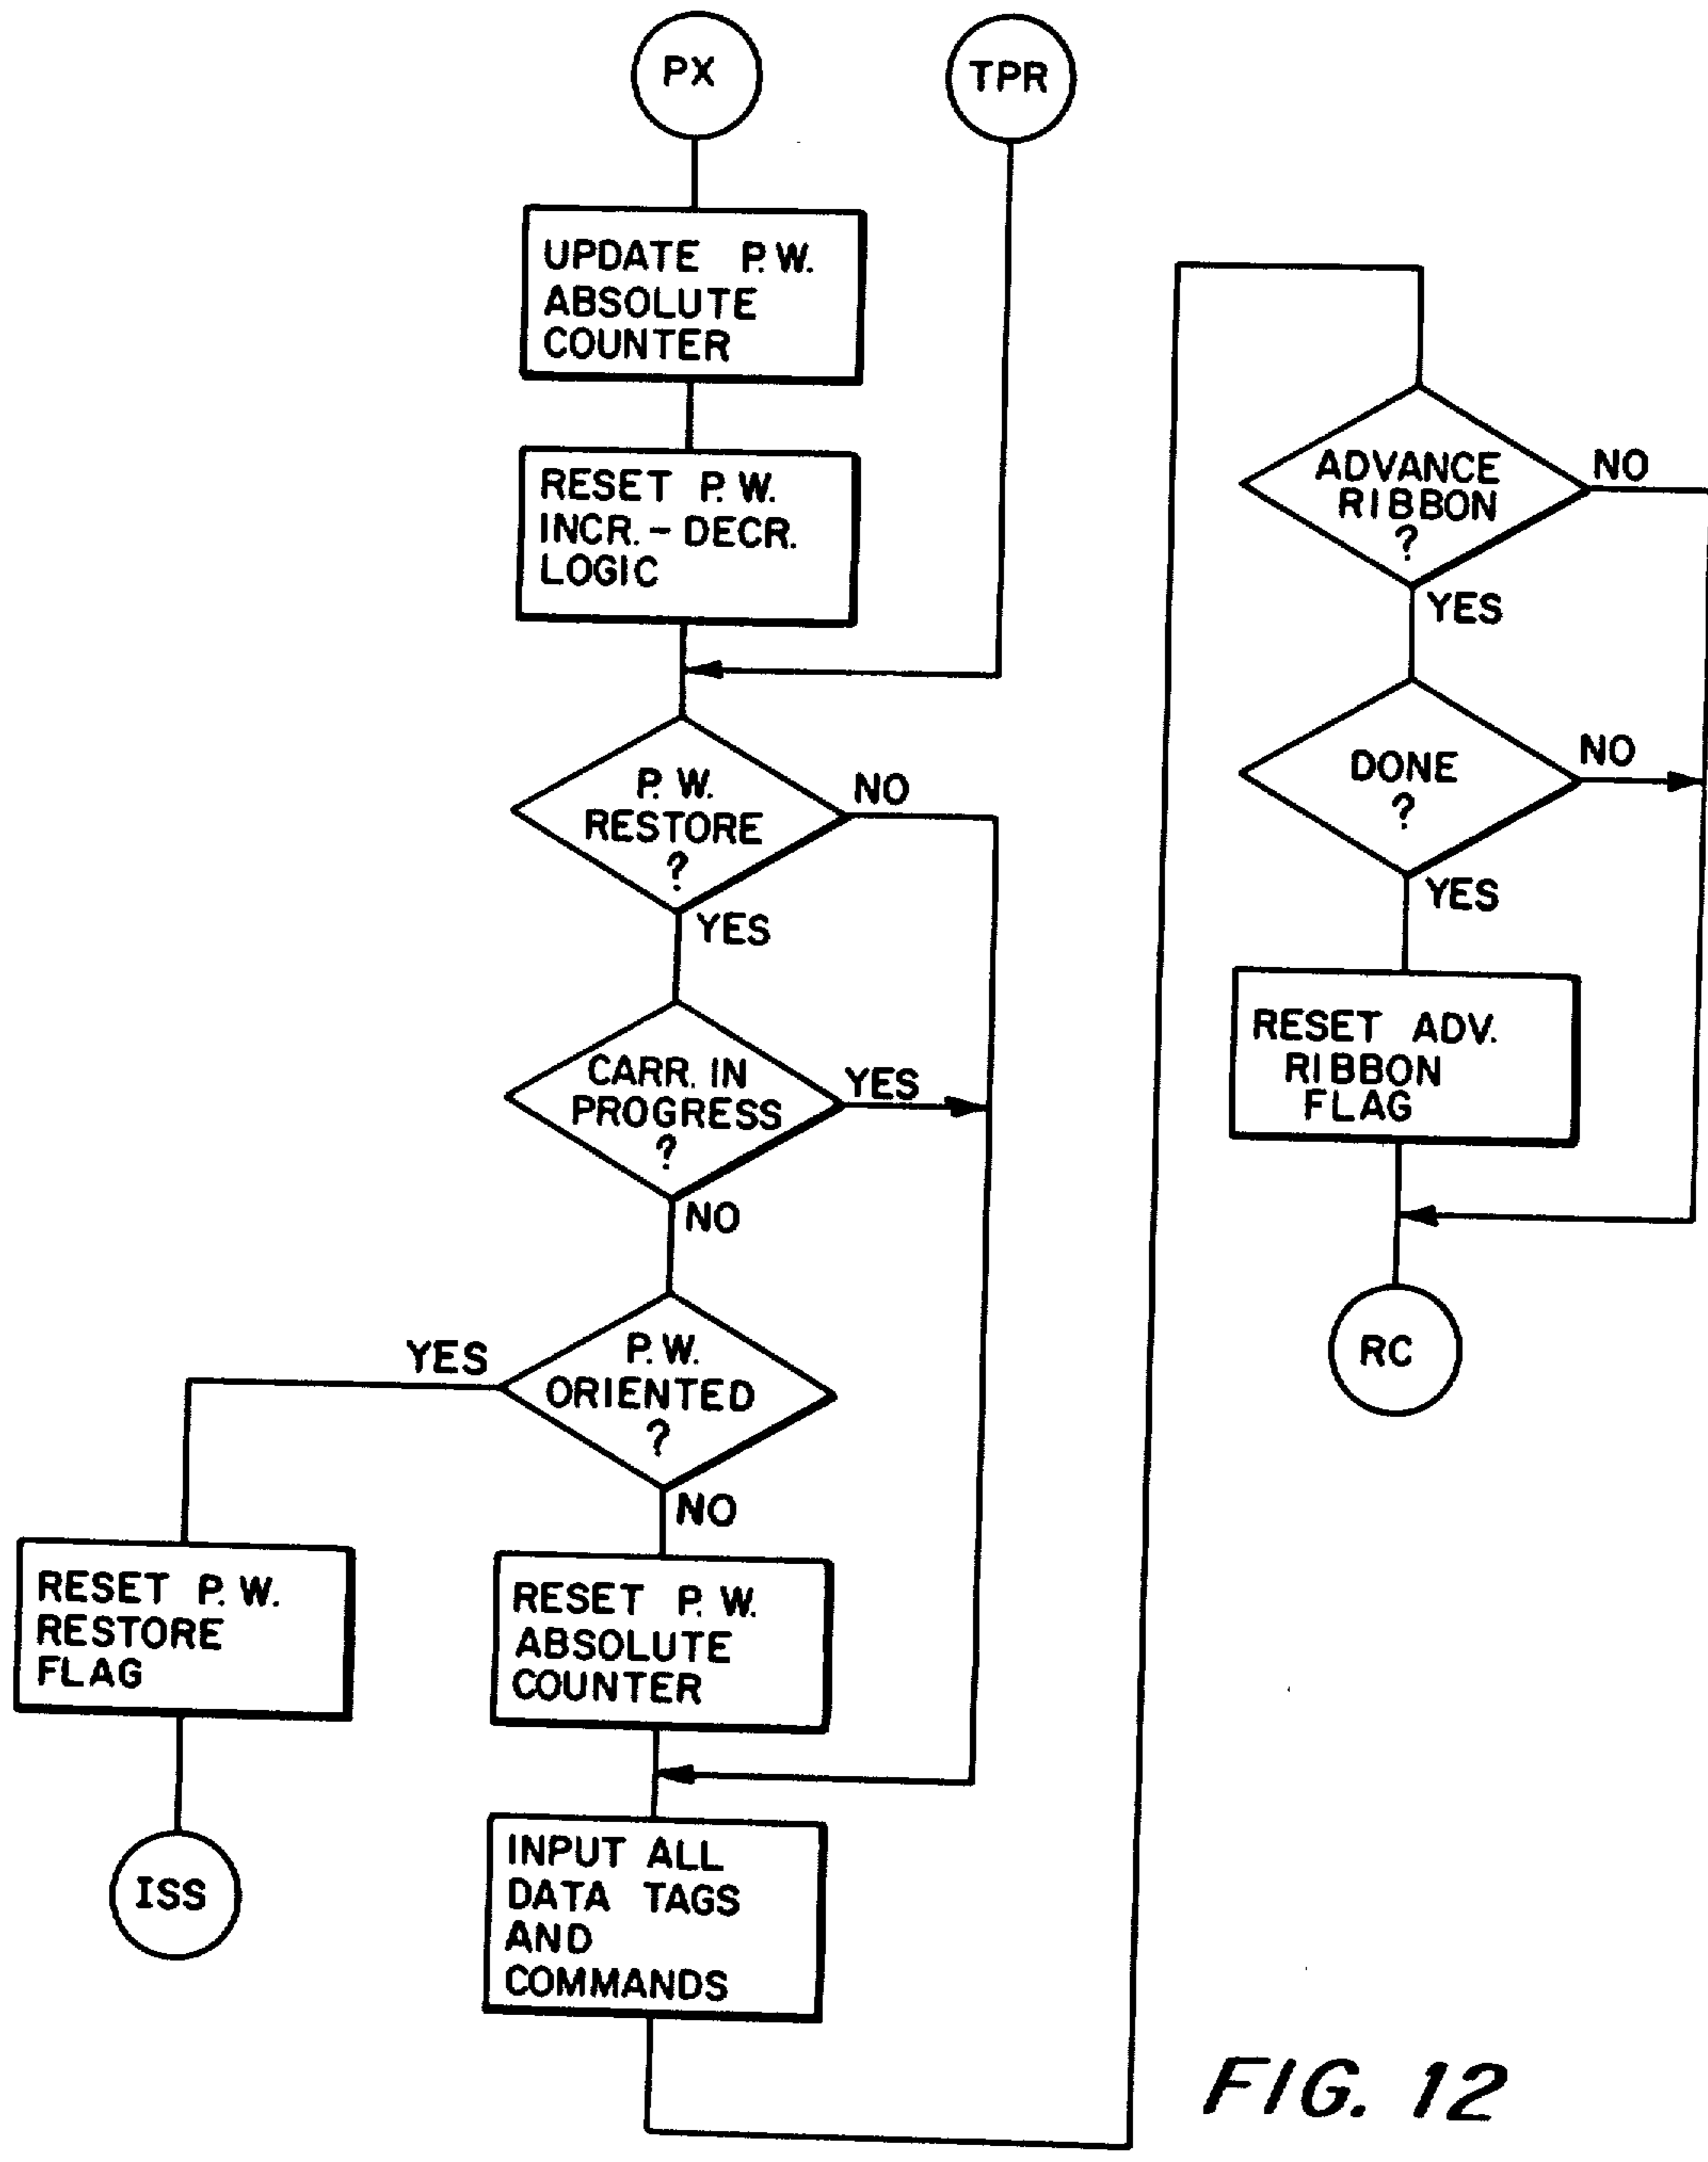 PX
TPR
UPDATE P.W.
ABSOLUTE
COUNTER
RESET P.W.
INCR.-DECR.
LOGIC
P.W.
RESTORE
?
NO
YES
CARR. IN
PROGRESS
?
YES
NO
P.W.
ORIENTED
?
YES
NO
RESET P.W.
RESTORE
FLAG
ISS
RESET P.W.
ABSOLUTE
COUNTER
INPUT ALL
DATA TAGS
AND
COMMANDS
ADVANCE
RIBBON
?
NO
YES
DONE
?
NO
YES
RESET ADV.
RIBBON
FLAG
RC
FIG. 12